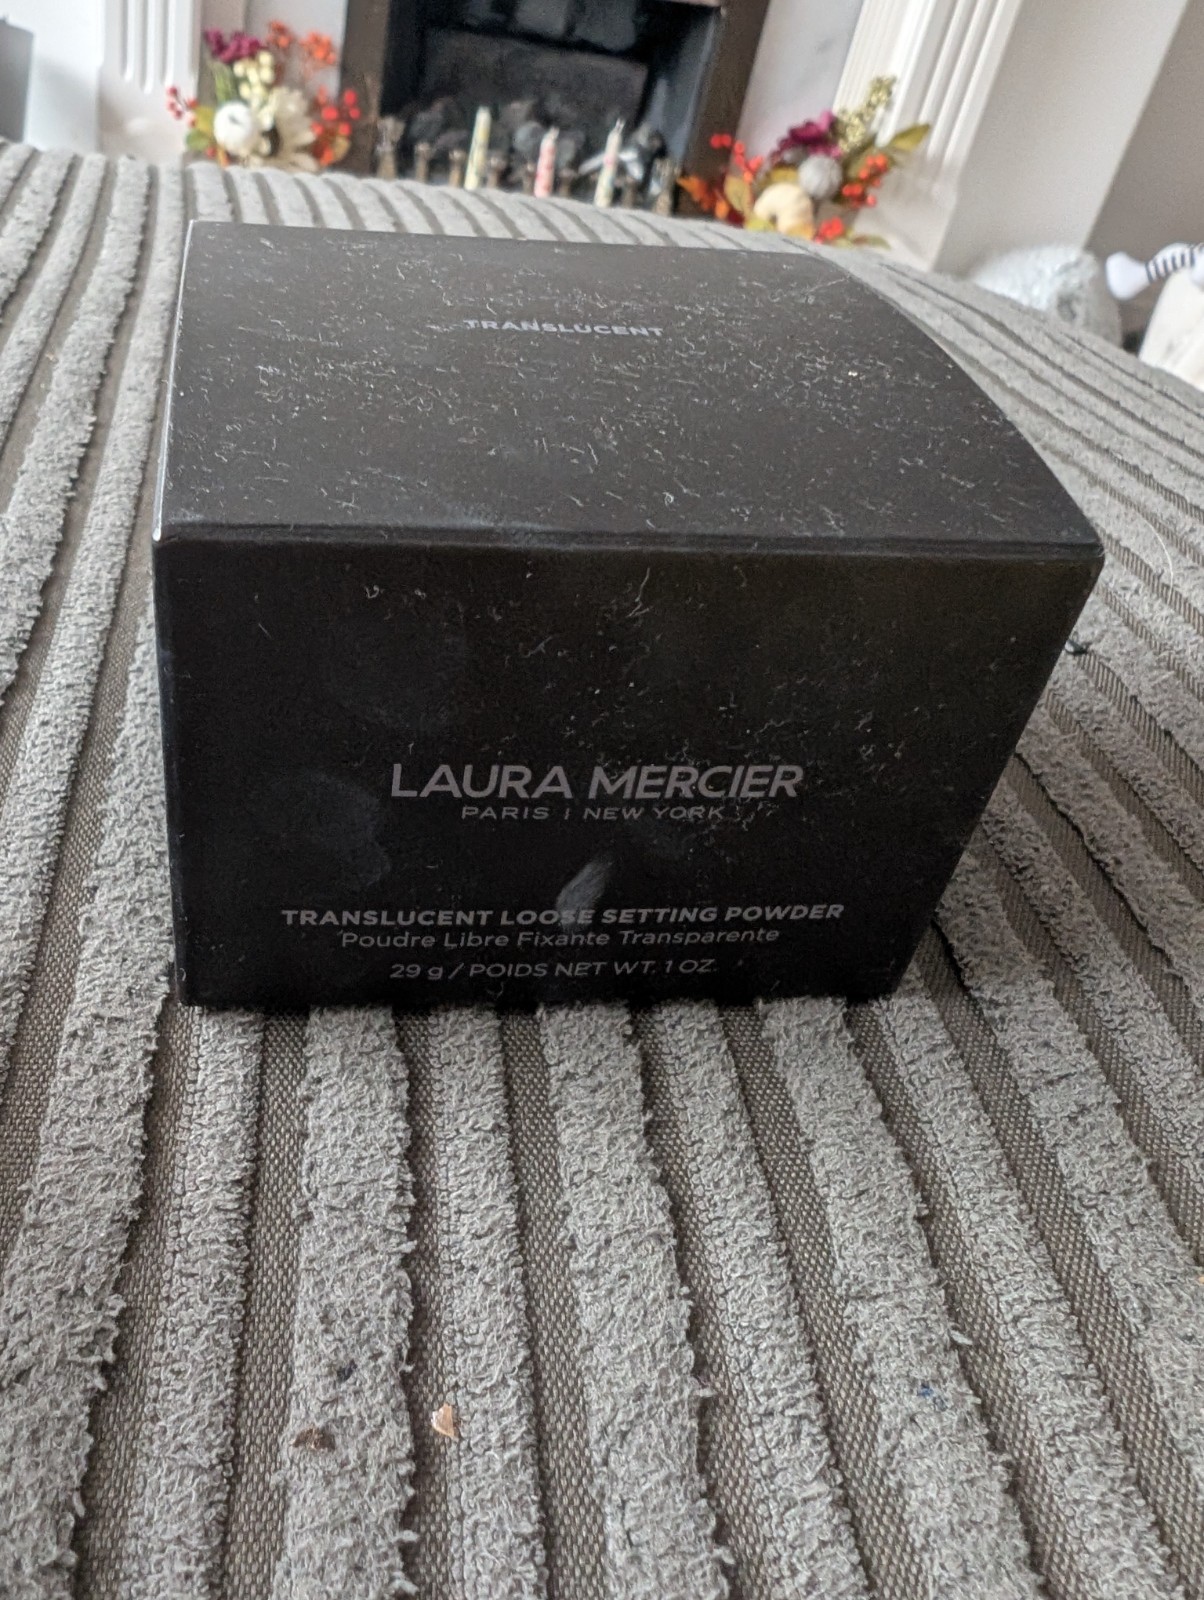 TRANSLUCENT
LAURA MERCIER
PARIS | NEW YORK
TRANSLUCENT LOOSE SETTING POWDER
Poudre Libre Fixante Transparente
29 g / POIDS NET WT. 1 OZ.